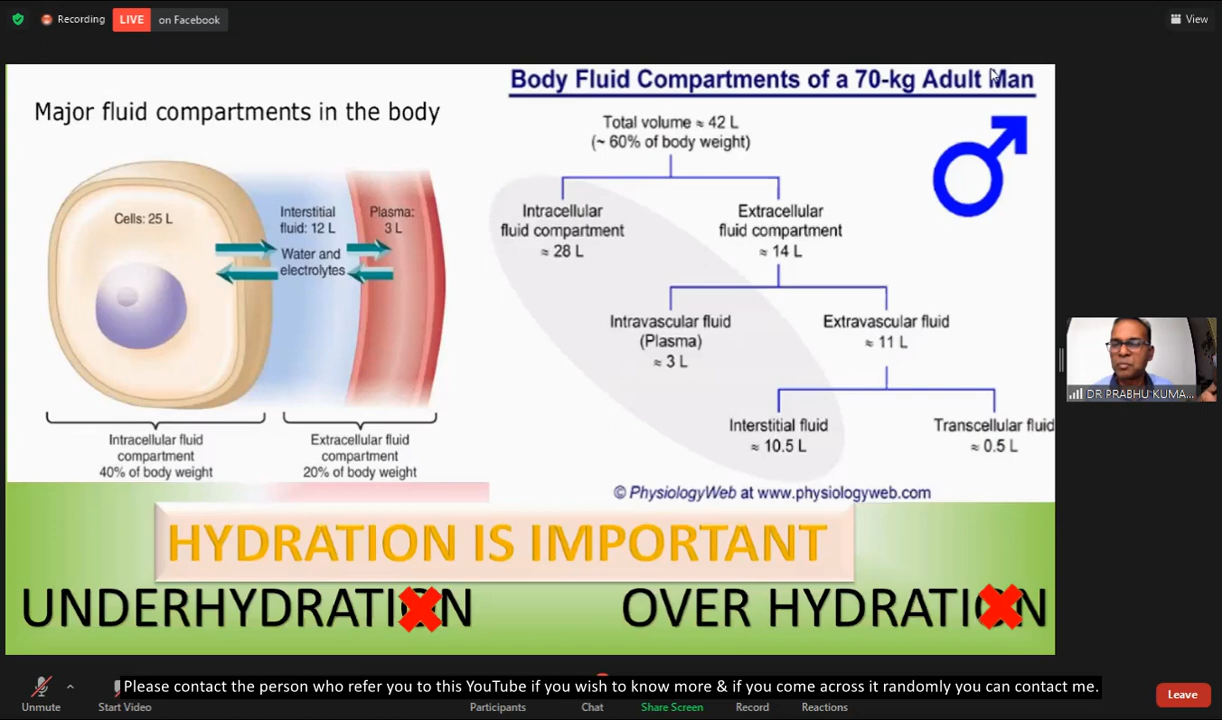 Recording
LIVE
on Facebook
View
Major fluid compartments in the body
Cells: 25 L
Interstitial
fluid: 12 L
Plasma:
3 L
Water and
electrolytes
Intracellular fluid
compartment
40% of body weight
Extracellular fluid
compartment
20% of body weight
Body Fluid Compartments of a 70-kg Adult Man
Total volume ≈ 42 L
(~ 60% of body weight)
Intracellular
fluid compartment
≈ 28 L
Extracellular
fluid compartment
≈ 14 L
Intravascular fluid
(Plasma)
≈ 3 L
Extravascular fluid
≈ 11 L
Interstitial fluid
≈ 10.5 L
Transcellular fluid
≈ 0.5 L
© PhysiologyWeb at www.physiologyweb.com
HYDRATION IS IMPORTANT
UNDERHYDRATION
OVER HYDRATION
DR PRABHU KUMA...
Please contact the person who refer you to this YouTube if you wish to know more & if you come across it randomly you can contact me.
Unmute
Start Video
Participants
Chat
Share Screen
Record
Reactions
Leave